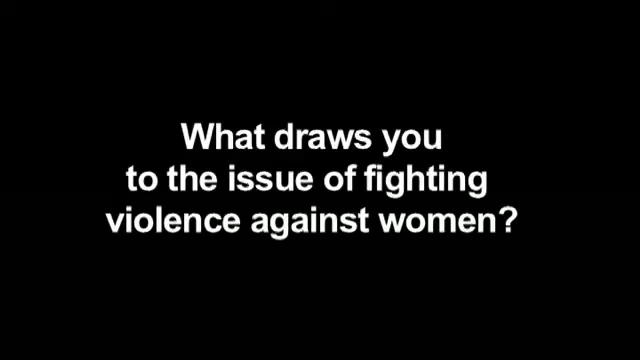 What draws you
to the issue of fighting
violence against women?